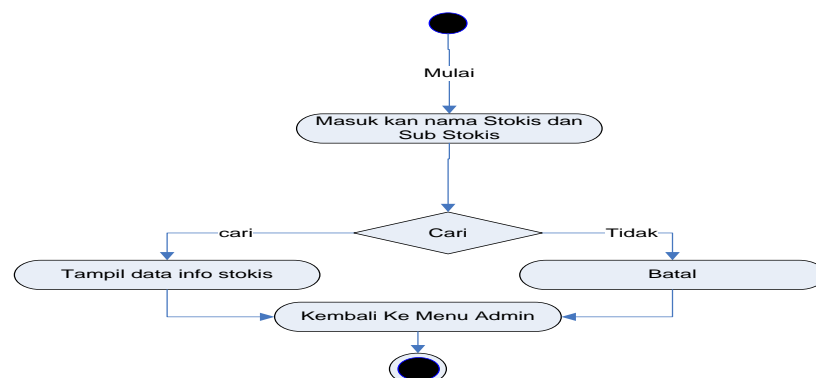 Mulai
Masuk kan nama Stokis dan
Sub Stokis
cari
Cari
Tidak
Tampil data info stokis
Batal
Kembali Ke Menu Admin